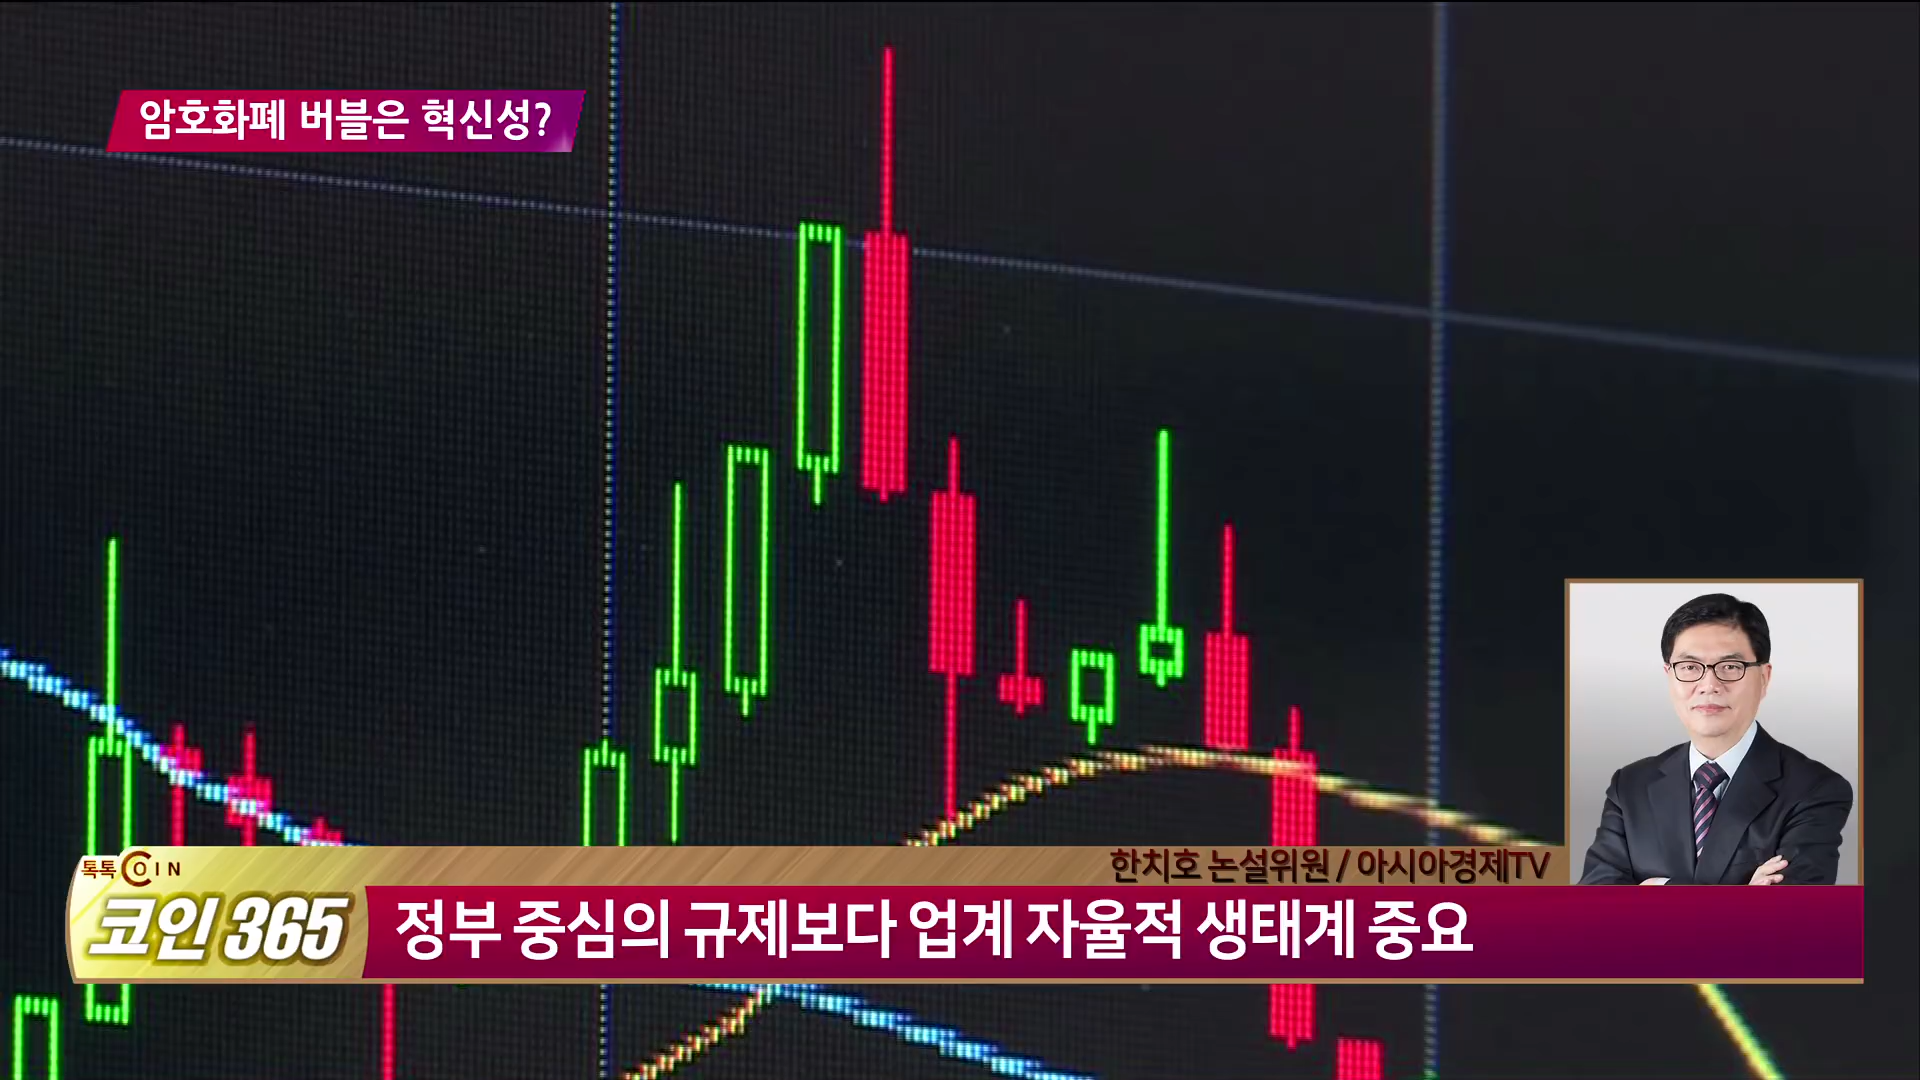 암호화폐 버블은 혁신성?
한치호 논설위원 / 아시아경제TV
톡톡 COIN
코인 365
정부 중심의 규제보다 업계 자율적 생태계 중요